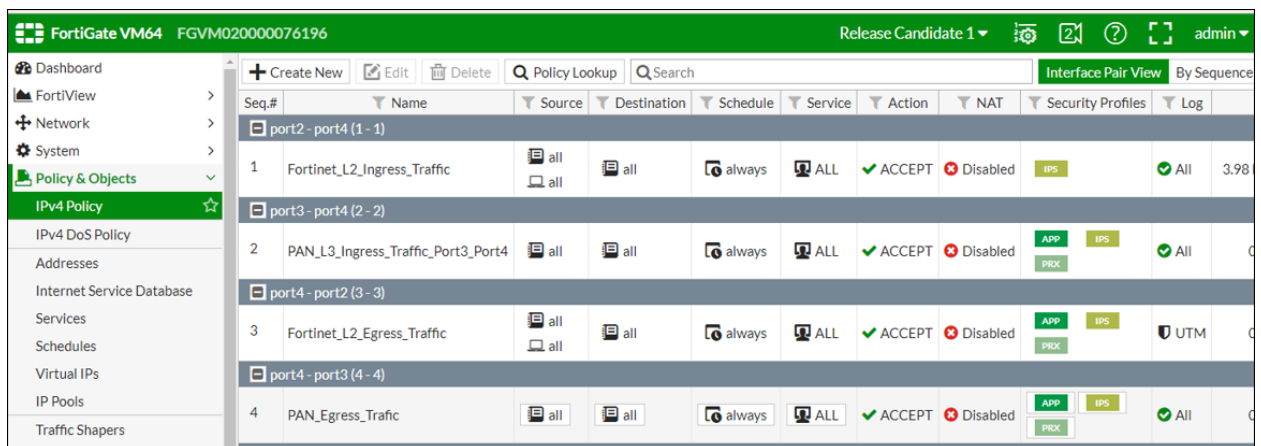 FortiGate VM64 FGVM020000076196 Release Candidate 1 admin
Dashboard
FortiView
Network
System
Policy & Objects
IPv4 Policy
IPv4 DoS Policy
Addresses
Internet Service Database
Services
Schedules
Virtual IPs
IP Pools
Traffic Shapers
Create New Edit Delete Policy Lookup Search Interface Pair View By Sequence
Seq.# Name Source Destination Schedule Service Action NAT Security Profiles Log
port2 - port4 (1 - 1)
1 Fortinet_L2_Ingress_Traffic all all always ALL ACCEPT Disabled IPS All 3.98
all
port3 - port4 (2 - 2)
2 PAN_L3_Ingress_Traffic_Port3_Port4 all all always ALL ACCEPT Disabled APP IPS All
PRX
port4 - port2 (3 - 3)
3 Fortinet_L2_Egress_Traffic all all always ALL ACCEPT Disabled APP IPS UTM
all PRX
port4 - port3 (4 - 4)
4 PAN_Egress_Trafic all all always ALL ACCEPT Disabled APP IPS All
PRX